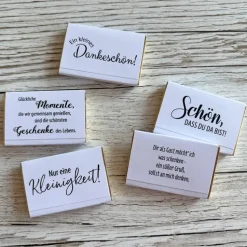 Ein kleines
Dankeschön!
Glückliche
Momente,
die wir gemeinsam genießen,
sind die schönsten
Geschenke des Lebens.
Schön,
DASS DU DA BIST!
Nur eine
Kleinigkeit!
Dir als Gast möcht' ich
was schenken-
ein süßer Gruß,
sollst an mich denken.